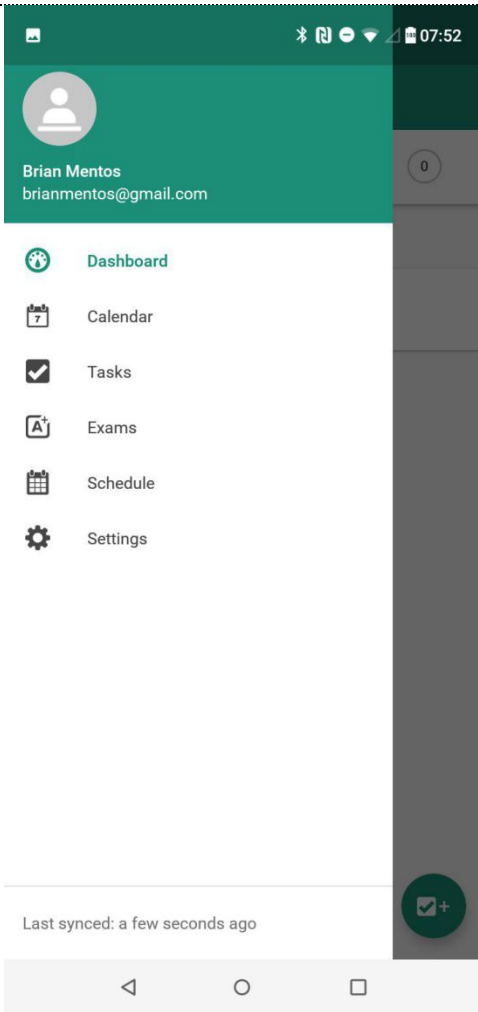 07:52
Brian Mentos
brianmentos@gmail.com
0
Dashboard
7 Calendar
Tasks
A+ Exams
Schedule
Settings
Last synced: a few seconds ago